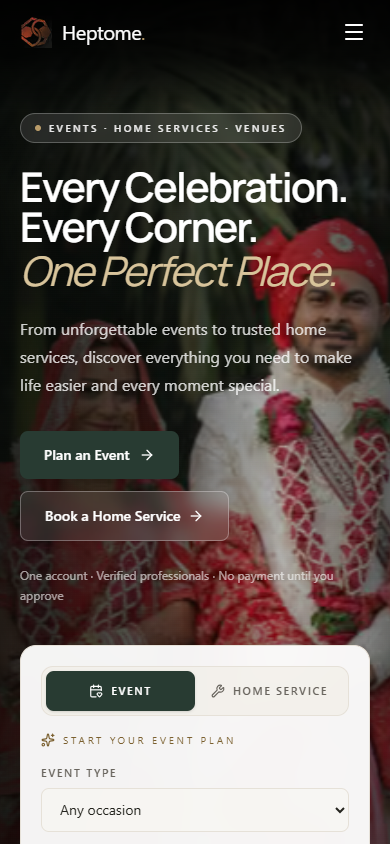 Heptome.
EVENTS · HOME SERVICES · VENUES
Every Celebration.
Every Corner.
One Perfect Place.
From unforgettable events to trusted home
services, discover everything you need to make
life easier and every moment special.
Plan an Event →
Book a Home Service →
One account · Verified professionals · No payment until you
approve
EVENT
HOME SERVICE
START YOUR EVENT PLAN
EVENT TYPE
Any occasion